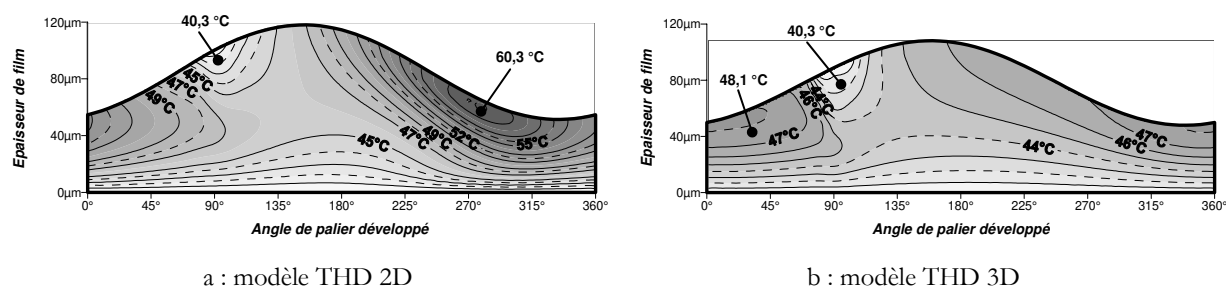 120µm
80µm
40µm
0µm
Epaisseur de film
40,3 °C
60,3 °C
45°C
47°C
49°C
45°C
47°C
49°C
52°C
55°C
0°
45°
90°
135°
180°
225°
270°
315°
360°
Angle de palier développé
a : modèle THD 2D
120µm
80µm
40µm
0µm
Epaisseur de film
40,3 °C
48,1 °C
44°C
46°C
47°C
44°C
46°C
47°C
0°
45°
90°
135°
180°
225°
270°
315°
360°
Angle de palier développé
b : modèle THD 3D